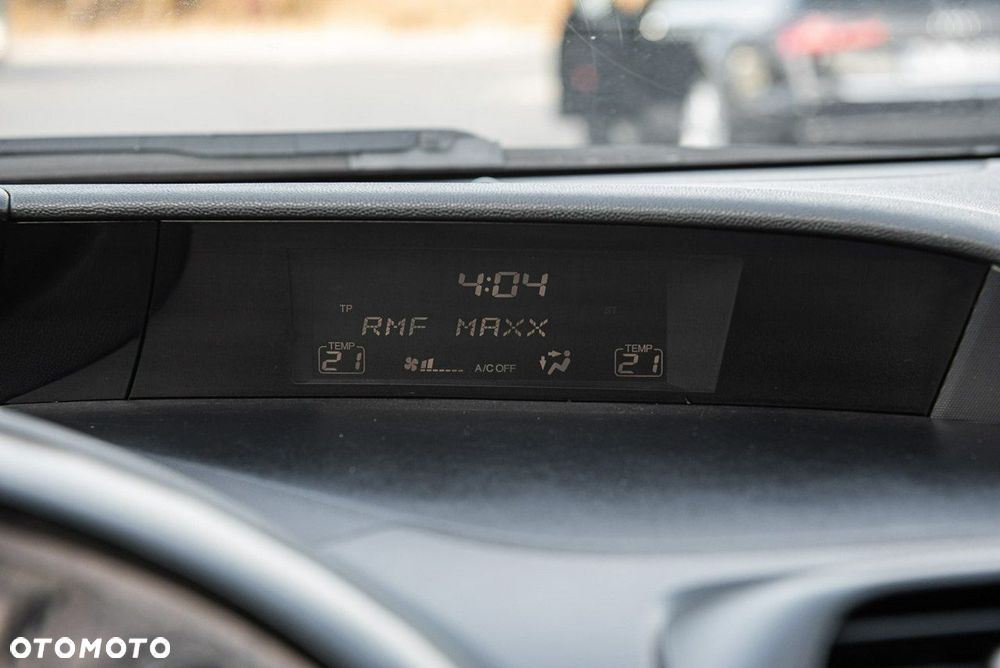 4:04
TP ST
RMF MAXX
TEMP TEMP
21 A/C OFF 21
OTOMOTO